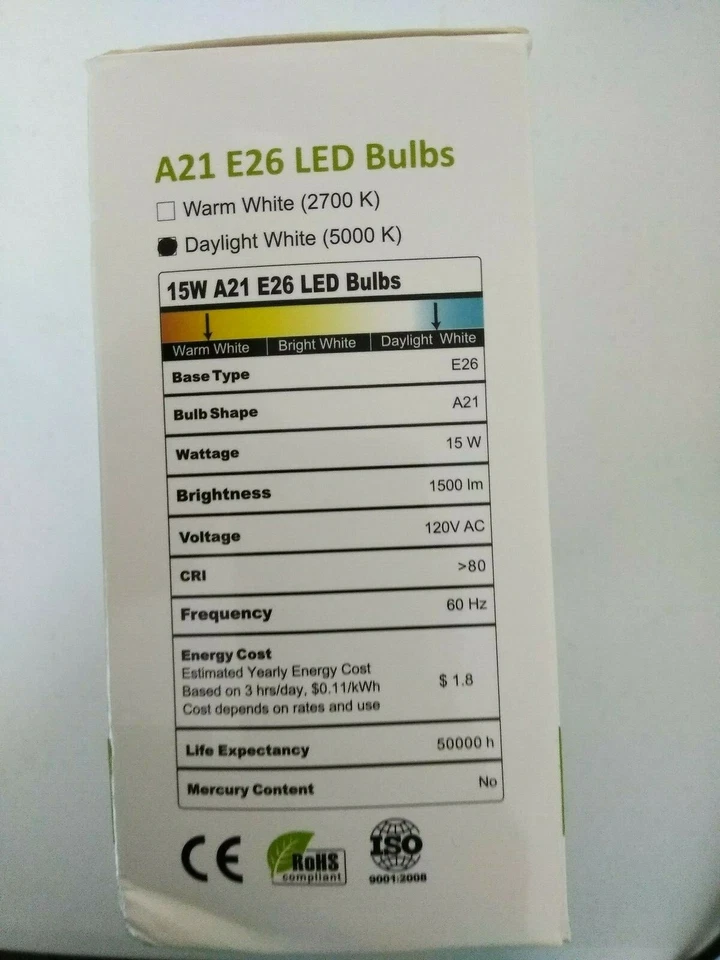 A21 E26 LED Bulbs
Warm White (2700 K)
Daylight White (5000 K)
15W A21 E26 LED Bulbs
Warm White Bright White Daylight White
Base Type E26
Bulb Shape A21
Wattage 15 W
Brightness 1500 lm
Voltage 120V AC
CRI >80
Frequency 60 Hz
Energy Cost
Estimated Yearly Energy Cost
Based on 3 hrs/day, $0.11/kWh
Cost depends on rates and use
$ 1.8
Life Expectancy 50000 h
Mercury Content No
CE
RoHS
compliant
ISO
9001:2008